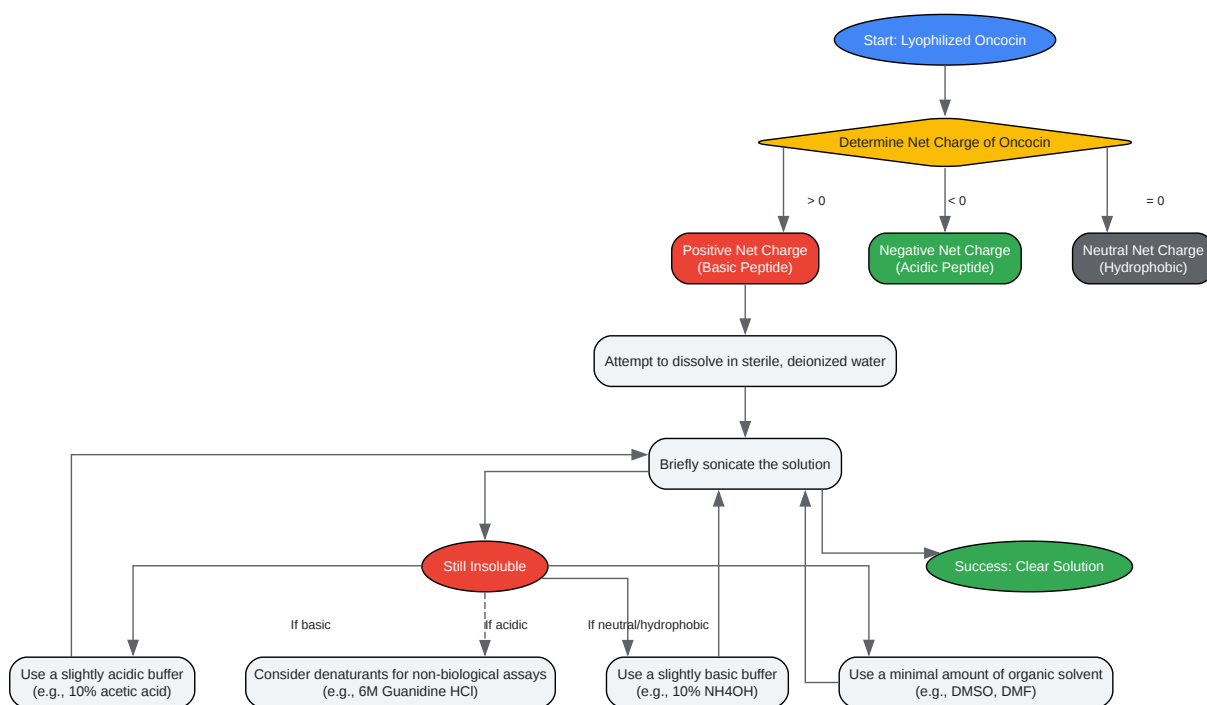 Start: Lyophilized Oncocin
Determine Net Charge of Oncocin
> 0
< 0
= 0
Positive Net Charge
(Basic Peptide)
Negative Net Charge
(Acidic Peptide)
Neutral Net Charge
(Hydrophobic)
Attempt to dissolve in sterile, deionized water
Briefly sonicate the solution
Still Insoluble
Success: Clear Solution
If basic
If acidic
If neutral/hydrophobic
Use a slightly acidic buffer
(e.g., 10% acetic acid)
Consider denaturants for non-biological assays
(e.g., 6M Guanidine HCl)
Use a slightly basic buffer
(e.g., 10% NH4OH)
Use a minimal amount of organic solvent
(e.g., DMSO, DMF)